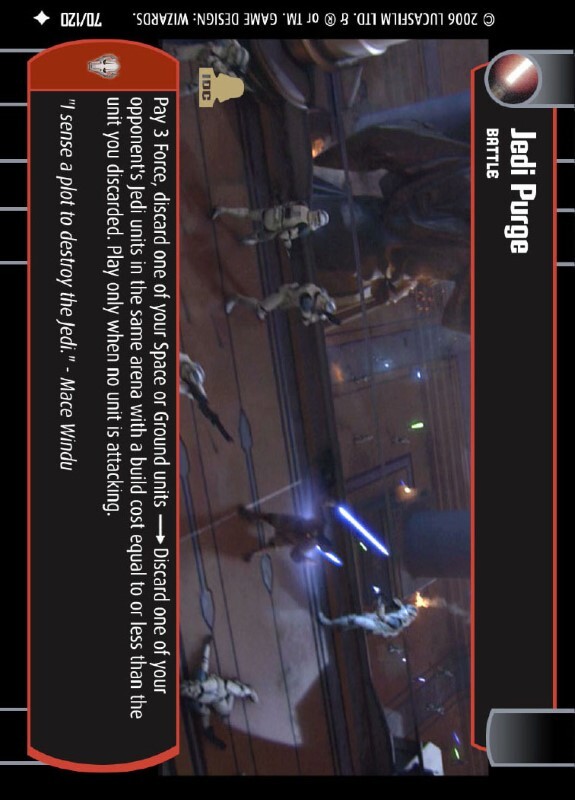 Jedi Purge
BATTLE
IDC
Pay 3 Force, discard one of your Space or Ground units → Discard one of your
opponent's Jedi units in the same arena with a build cost equal to or less than the
unit you discarded. Play only when no unit is attacking.
"I sense a plot to destroy the Jedi." - Mace Windu
© 2006 LUCASFILM LTD. & ® or TM. GAME DESIGN: WIZARDS.
70/120